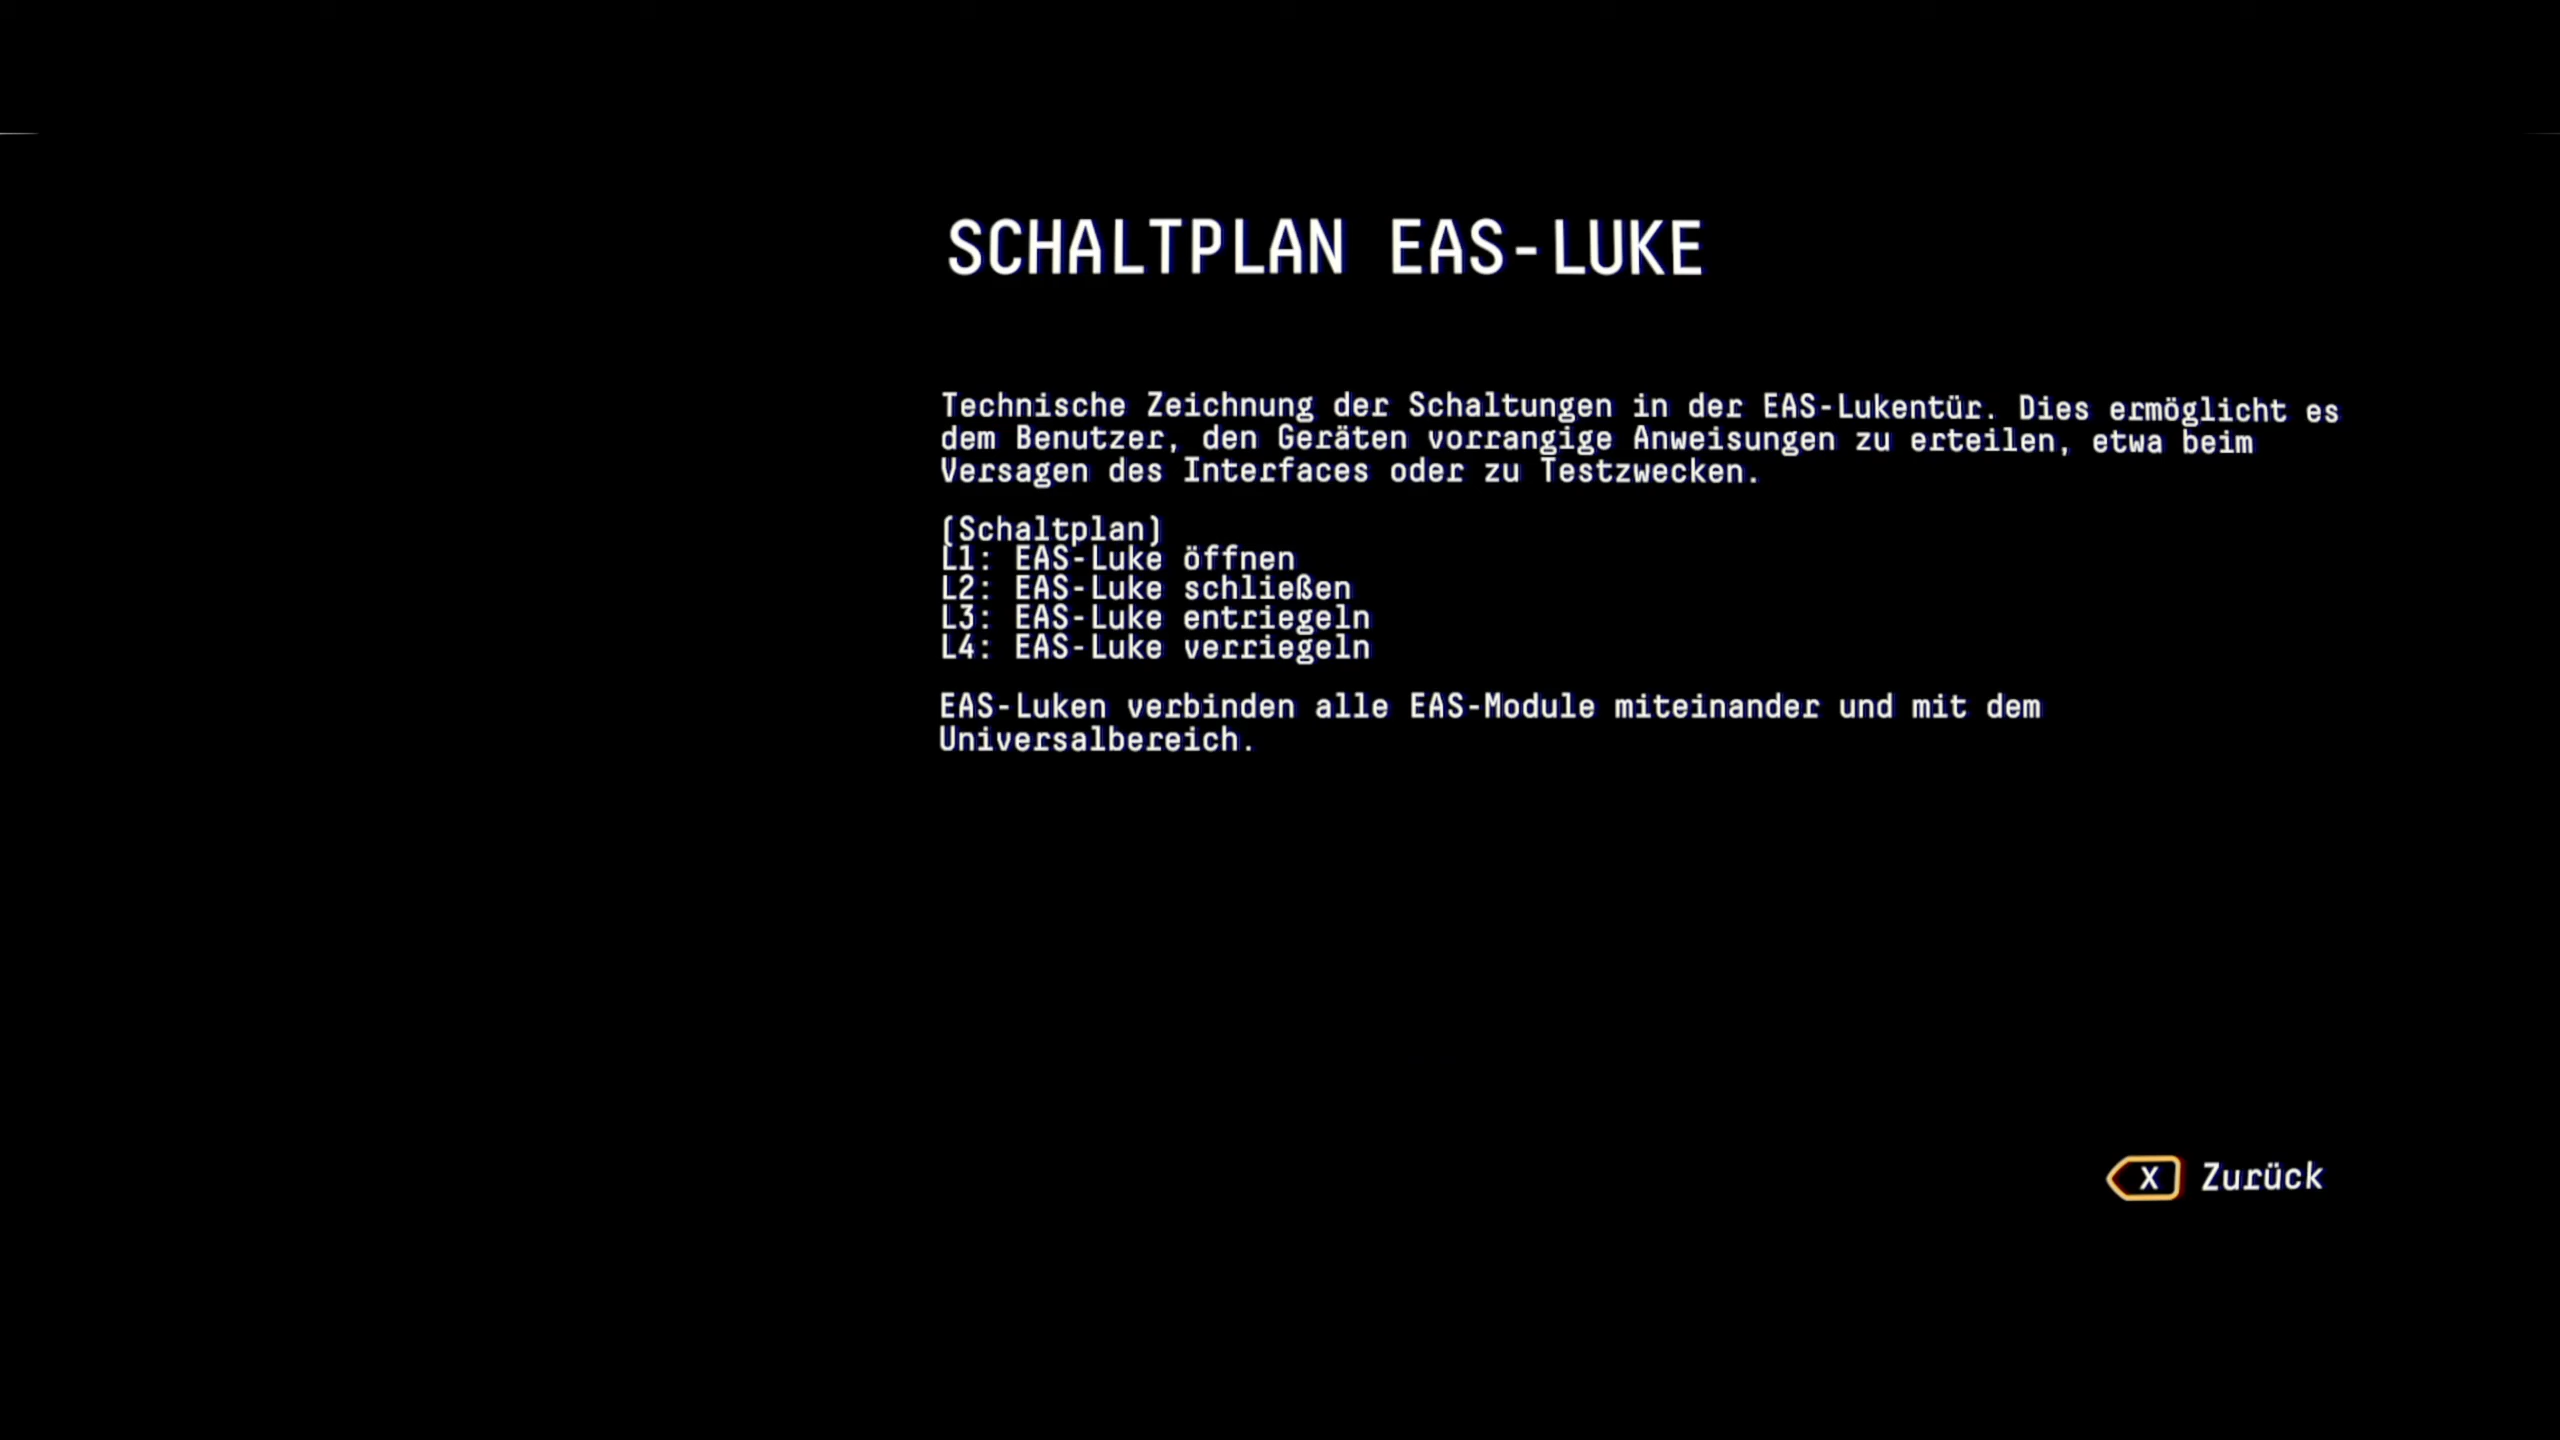 SCHALTPLAN EAS-LUKE
Technische Zeichnung der Schaltungen in der EAS-Lukentür. Dies ermöglicht es
dem Benutzer, den Geräten vorrangige Anweisungen zu erteilen, etwa beim
Versagen des Interfaces oder zu Testzwecken.
[Schaltplan]
L1: EAS-Luke öffnen
L2: EAS-Luke schließen
L3: EAS-Luke entriegeln
L4: EAS-Luke verriegeln
EAS-Luken verbinden alle EAS-Module miteinander und mit dem
Universalbereich.
X Zurück